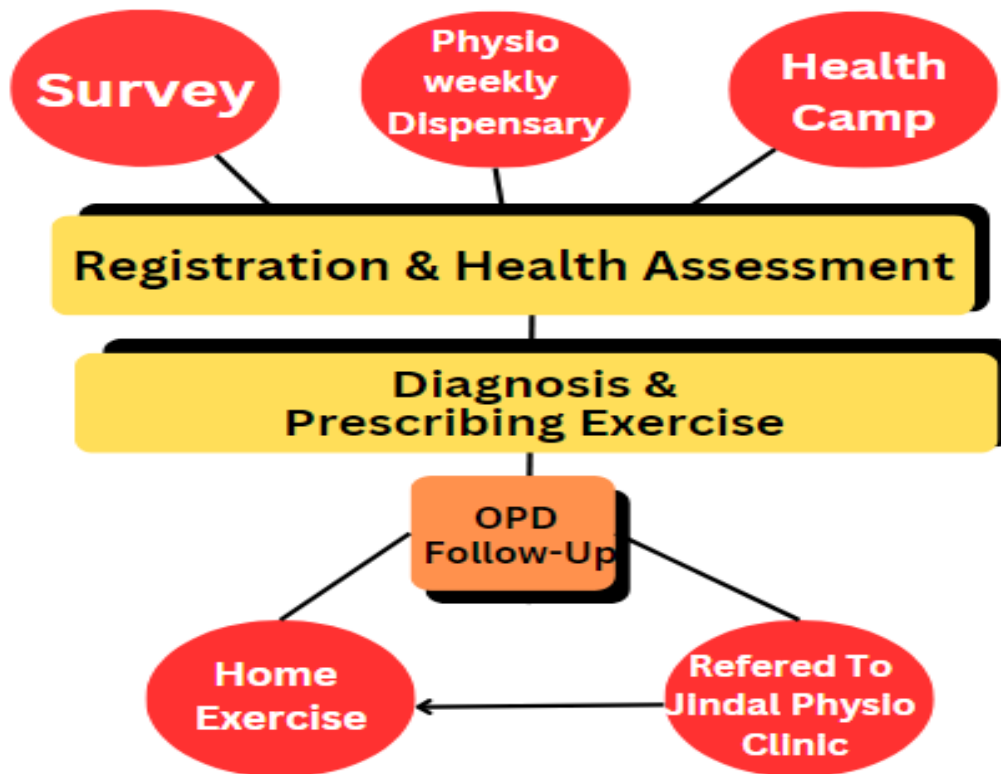 Survey
Physio
weekly
Dispensary
Health
Camp
Registration & Health Assessment
Diagnosis &
Prescribing Exercise
OPD
Follow-Up
Home
Exercise
Refered To
Jindal Physio
Clinic